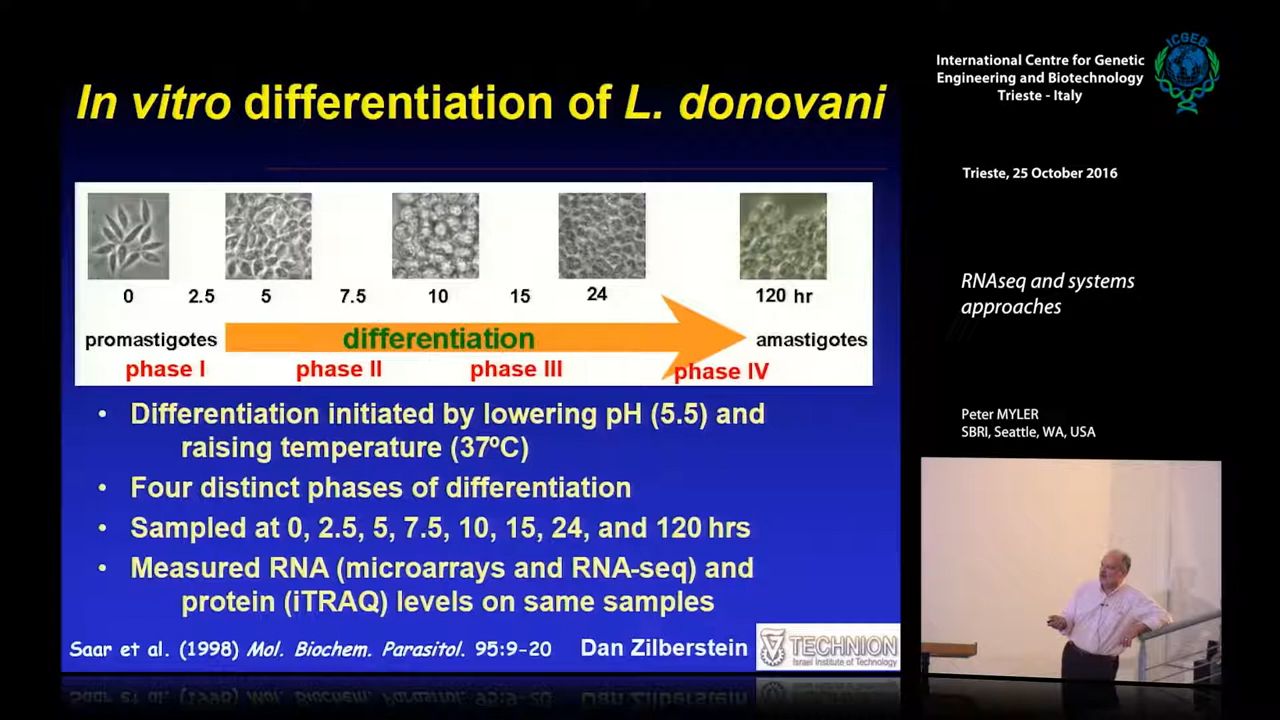 In vitro differentiation of L. donovani
0 2.5 5 7.5 10 15 24 120 hr
promastigotes differentiation amastigotes
phase I phase II phase III phase IV
• Differentiation initiated by lowering pH (5.5) and
raising temperature (37ºC)
• Four distinct phases of differentiation
• Sampled at 0, 2.5, 5, 7.5, 10, 15, 24, and 120 hrs
• Measured RNA (microarrays and RNA-seq) and
protein (iTRAQ) levels on same samples
Saar et al. (1998) Mol. Biochem. Parasitol. 95:9-20 Dan Zilberstein
TECHNION
Israel Institute of Technology
International Centre for Genetic
Engineering and Biotechnology
Trieste - Italy
ICGEB
Trieste, 25 October 2016
RNAseq and systems
approaches
Peter MYLER
SBRI, Seattle, WA, USA